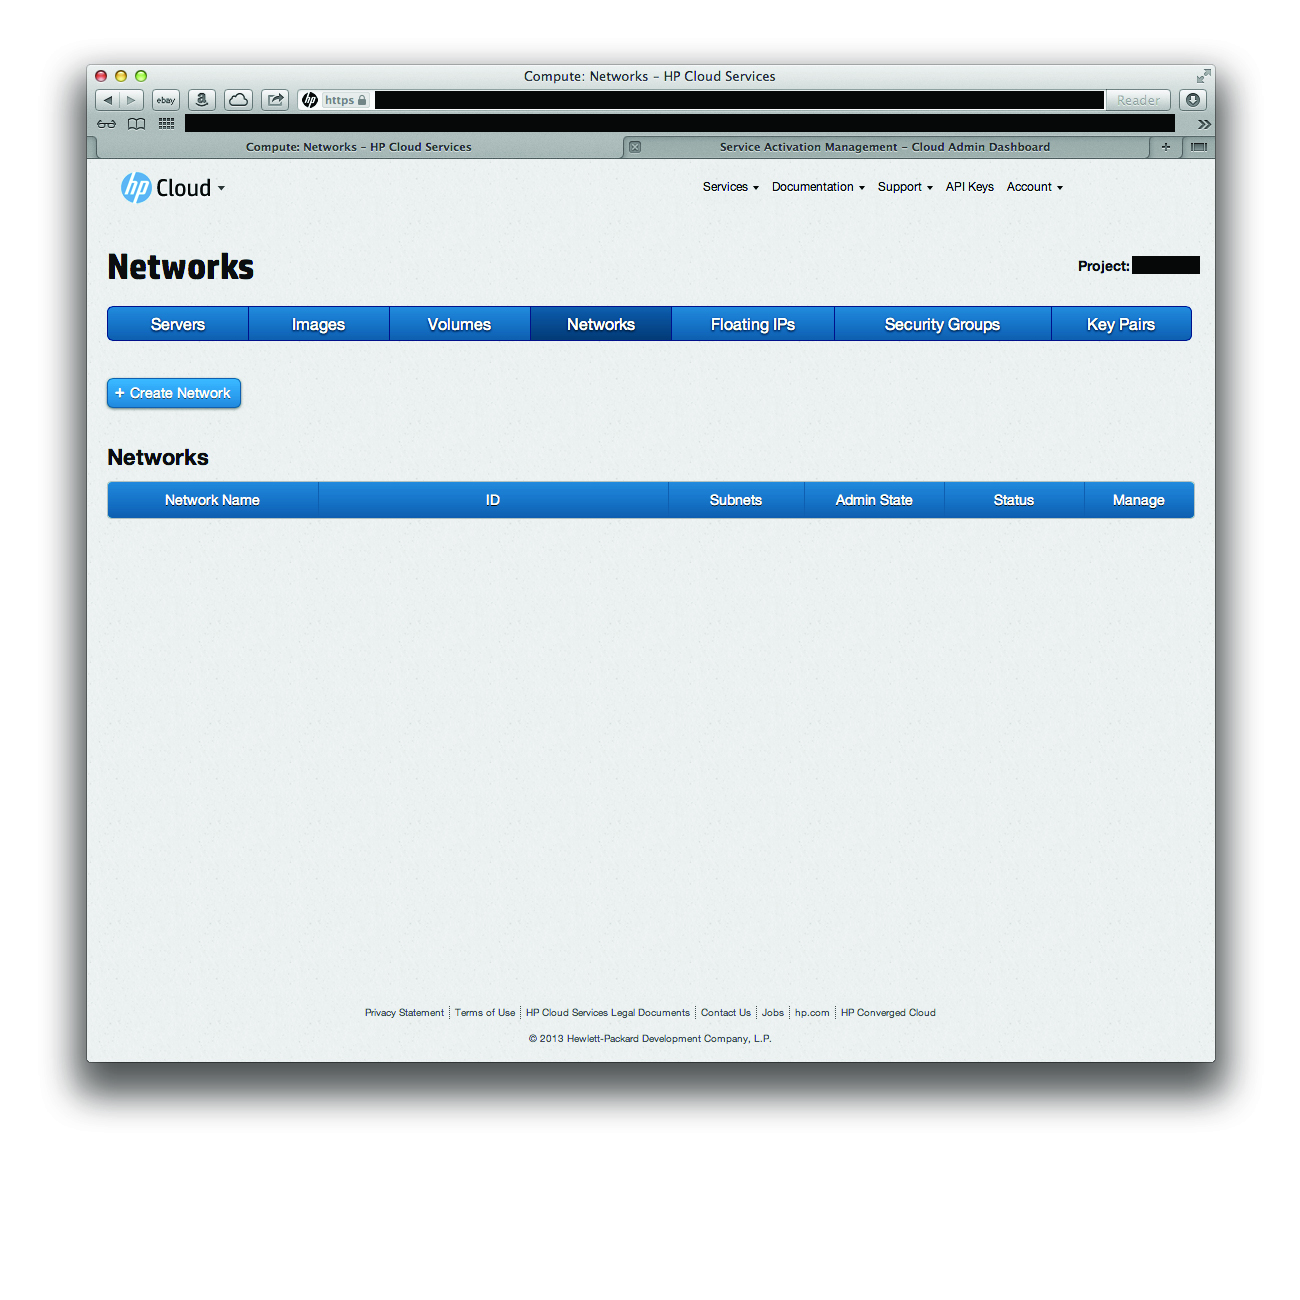 Compute: Networks – HP Cloud Services
ebay a hp https Reader
Compute: Networks – HP Cloud Services Service Activation Management – Cloud Admin Dashboard
hp Cloud Services Documentation Support API Keys Account
Networks Project:
Servers Images Volumes Networks Floating IPs Security Groups Key Pairs
+ Create Network
Networks
Network Name ID Subnets Admin State Status Manage
Privacy Statement Terms of Use HP Cloud Services Legal Documents Contact Us Jobs hp.com HP Converged Cloud
© 2013 Hewlett-Packard Development Company, L.P.